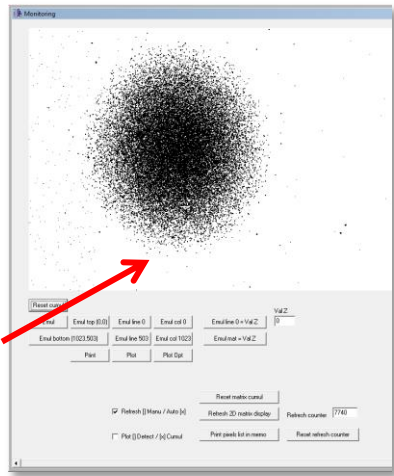 Monitoring
Reset cumul
Val.Z
Emul
Emul top (0,0)
Emul line 0
Emul col 0
Emul line 0 = Val.Z
0
Emul bottom (1023,503)
Emul line 503
Emul col 1023
Emul mat = Val.Z
Print
Plot
Plot Opt
Reset matrix cumul
Refresh [] Manu / Auto [x]
Refresh 2D matrix display
Refresh counter
7740
Plot [] Detect / [x] Cumul
Print pixels list in memo
Reset refresh counter